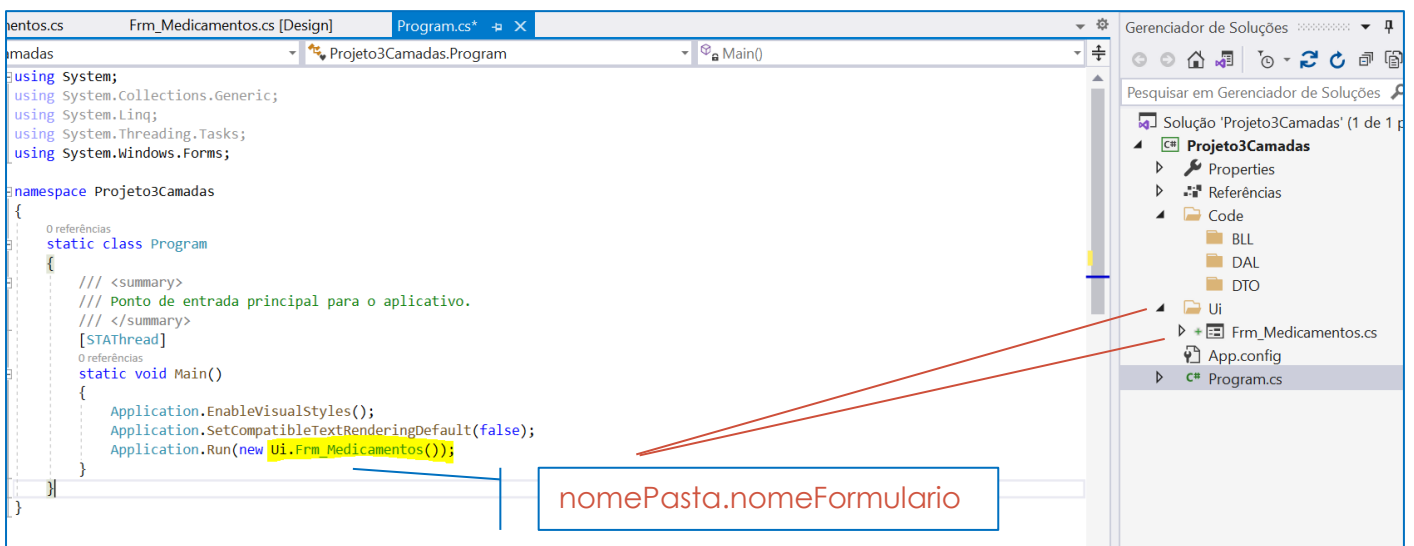 nentos.cs Frm_Medicamentos.cs [Design] Program.cs*
amadas Projeto3Camadas.Program Main()
using System;
using System.Collections.Generic;
using System.Linq;
using System.Threading.Tasks;
using System.Windows.Forms;
namespace Projeto3Camadas
{
0 referências
static class Program
{
/// <summary>
/// Ponto de entrada principal para o aplicativo.
/// </summary>
[STAThread]
0 referências
static void Main()
{
Application.EnableVisualStyles();
Application.SetCompatibleTextRenderingDefault(false);
Application.Run(new Ui.Frm_Medicamentos());
}
}
}
nomePasta.nomeFormulario
Gerenciador de Soluções
Pesquisar em Gerenciador de Soluções
Solução 'Projeto3Camadas' (1 de 1 p
C# Projeto3Camadas
Properties
Referências
Code
BLL
DAL
DTO
Ui
Frm_Medicamentos.cs
App.config
C# Program.cs